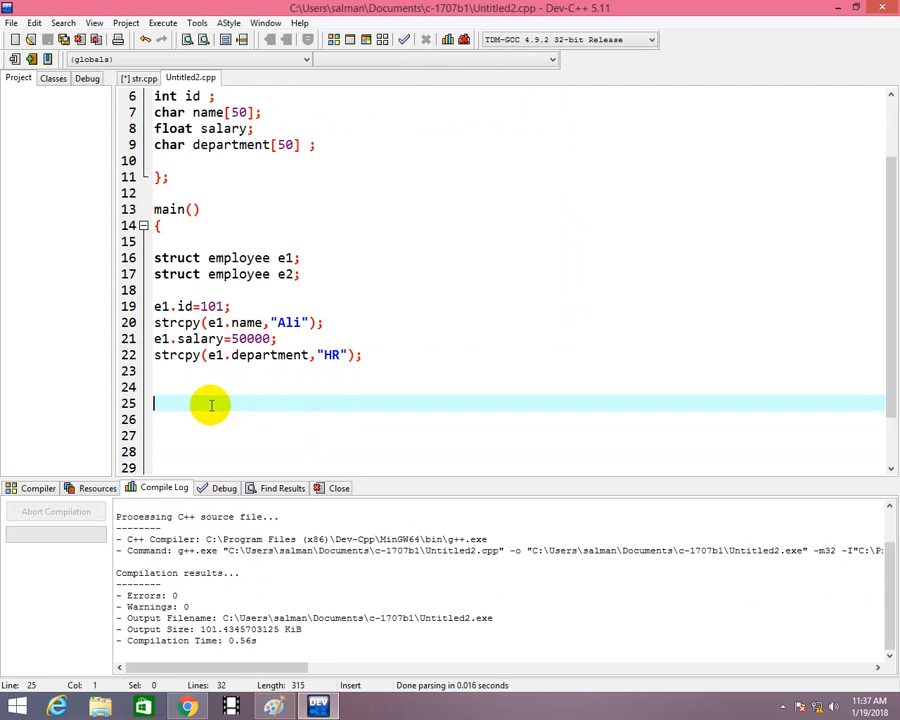 C:\Users\salman\Documents\c-1707b1\Untitled2.cpp - Dev-C++ 5.11
File Edit Search View Project Execute Tools AStyle Window Help
TDM-GCC 4.9.2 32-bit Release
(globals)
Project Classes Debug [*] str.cpp Untitled2.cpp
6 int id ;
7 char name[50];
8 float salary;
9 char department[50] ;
10
11 };
12
13 main()
14 {
15
16 struct employee e1;
17 struct employee e2;
18
19 e1.id=101;
20 strcpy(e1.name,"Ali");
21 e1.salary=50000;
22 strcpy(e1.department,"HR");
23
24
25
26
27
28
29
Compiler Resources Compile Log Debug Find Results Close
Abort Compilation
Processing C++ source file...
--------
- C++ Compiler: C:\Program Files (x86)\Dev-Cpp\MinGW64\bin\g++.exe
- Command: g++.exe "C:\Users\salman\Documents\c-1707b1\Untitled2.cpp" -o "C:\Users\salman\Documents\c-1707b1\Untitled2.exe" -m32 -I"C:\P
Compilation results...
--------
- Errors: 0
- Warnings: 0
- Output Filename: C:\Users\salman\Documents\c-1707b1\Untitled2.exe
- Output Size: 101.4345703125 KiB
- Compilation Time: 0.56s
Line: 25 Col: 1 Sel: 0 Lines: 32 Length: 315 Insert Done parsing in 0.016 seconds
DEV
11:37 AM
1/19/2018